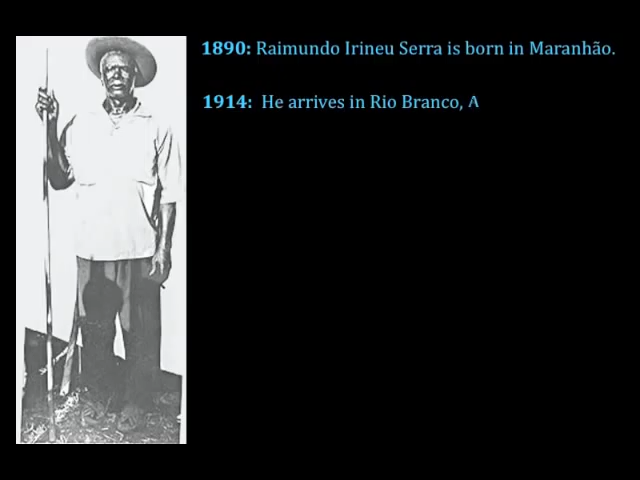 1890: Raimundo Irineu Serra is born in Maranhão.
1914: He arrives in Rio Branco, A